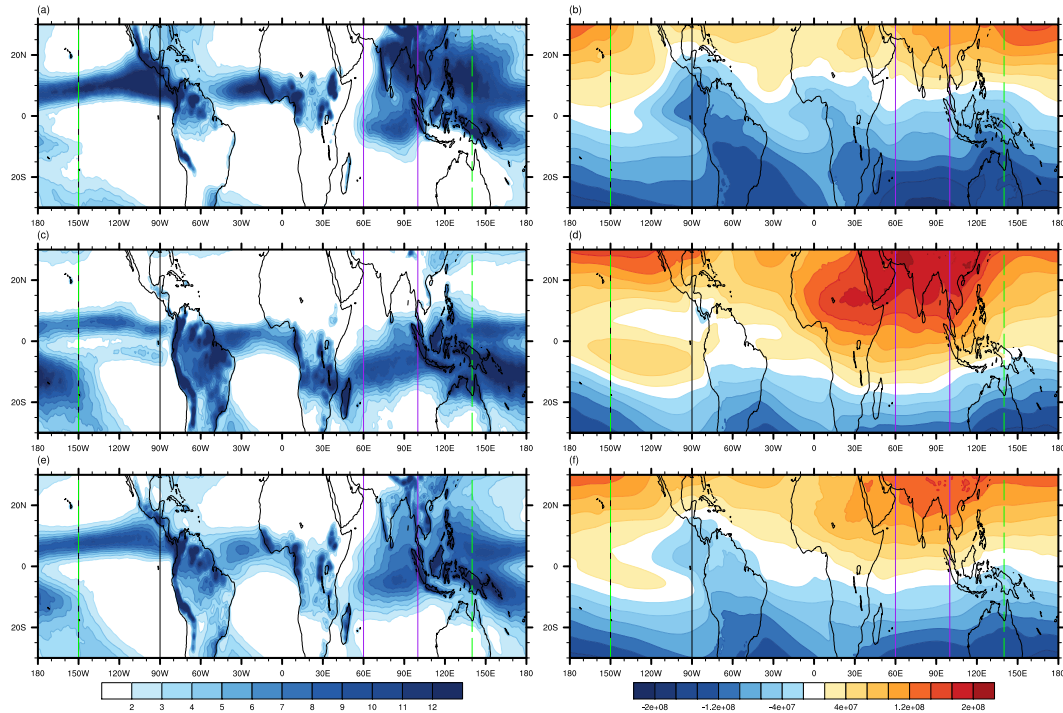 (a) (b)
20N 20N
0 0
20S 20S
180 150W 120W 90W 60W 30W 0 30E 60E 90E 120E 150E 180 180 150W 120W 90W 60W 30W 0 30E 60E 90E 120E 150E 180
(c) (d)
20N 20N
0 0
20S 20S
180 150W 120W 90W 60W 30W 0 30E 60E 90E 120E 150E 180 180 150W 120W 90W 60W 30W 0 30E 60E 90E 120E 150E 180
(e) (f)
20N 20N
0 0
20S 20S
180 150W 120W 90W 60W 30W 0 30E 60E 90E 120E 150E 180 180 150W 120W 90W 60W 30W 0 30E 60E 90E 120E 150E 180
2 3 4 5 6 7 8 9 10 11 12 -2e+08 -1.2e+08 -4e+07 4e+07 1.2e+08 2e+08